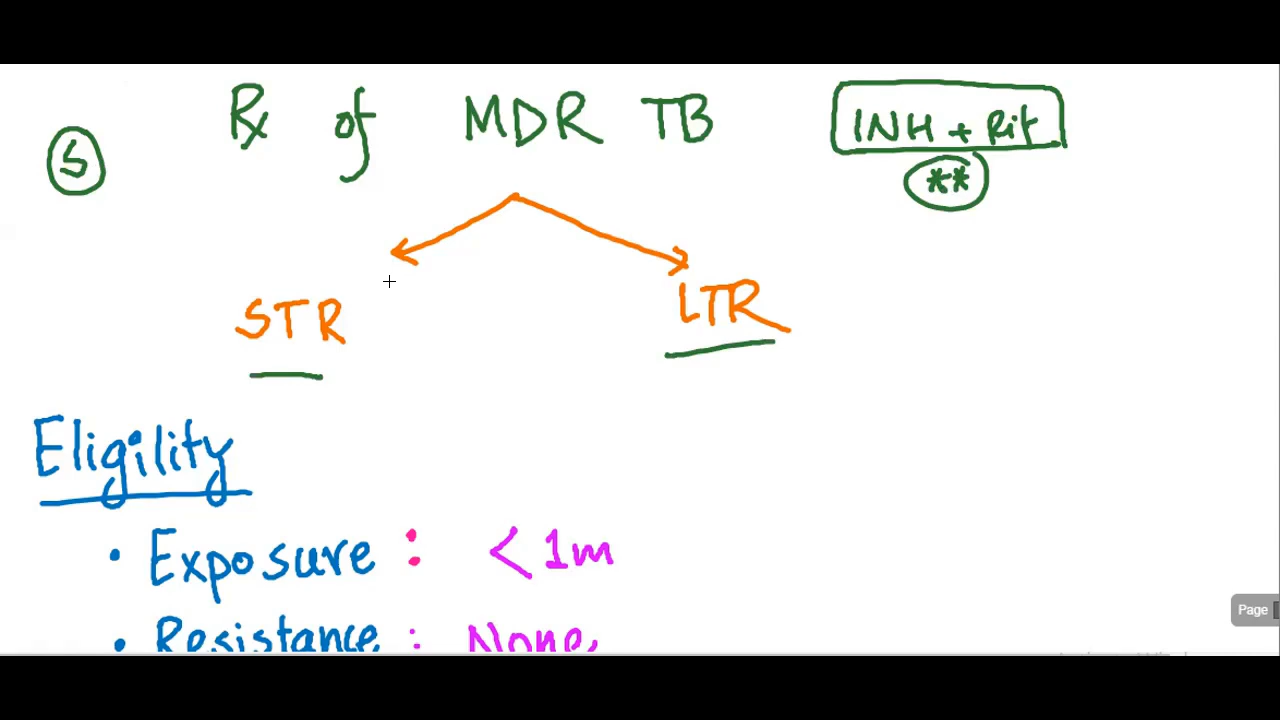 Rx of MDR TB INH + Rif
5 **
STR LTR
Eligility
• Exposure : < 1m
• Resistance : None
Page